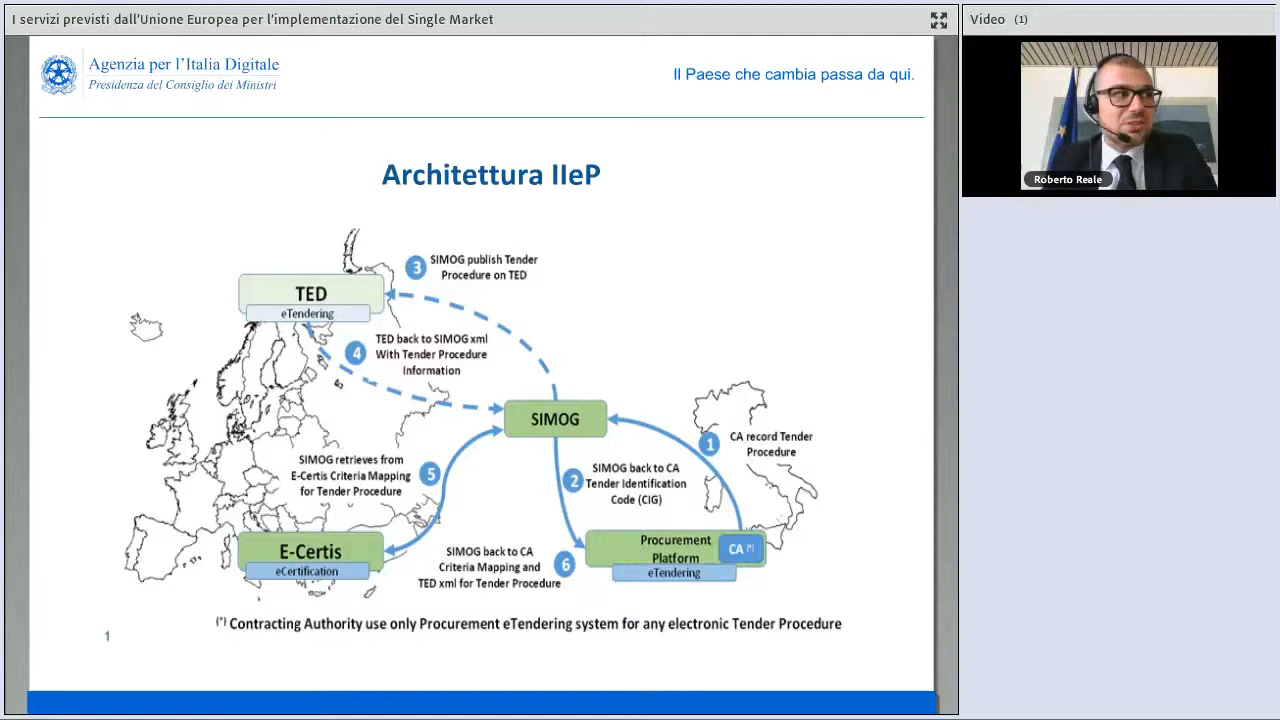 I servizi previsti dall'Unione Europea per l'implementazione del Single Market
Video (1)
Agenzia per l'Italia Digitale
Presidenza del Consiglio dei Ministri
Il Paese che cambia passa da qui.
Roberto Reale
Architettura IIeP
3
SIMOG publish Tender
Procedure on TED
TED
eTendering
4
TED back to SIMOG xml
With Tender Procedure
Information
SIMOG
1
CA record Tender
Procedure
SIMOG retrieves from
E-Certis Criteria Mapping
for Tender Procedure
5
2
SIMOG back to CA
Tender Identification
Code (CIG)
E-Certis
eCertification
SIMOG back to CA
Criteria Mapping and
TED xml for Tender Procedure
6
Procurement
Platform
CA (*)
eTendering
(*) Contracting Authority use only Procurement eTendering system for any electronic Tender Procedure
1